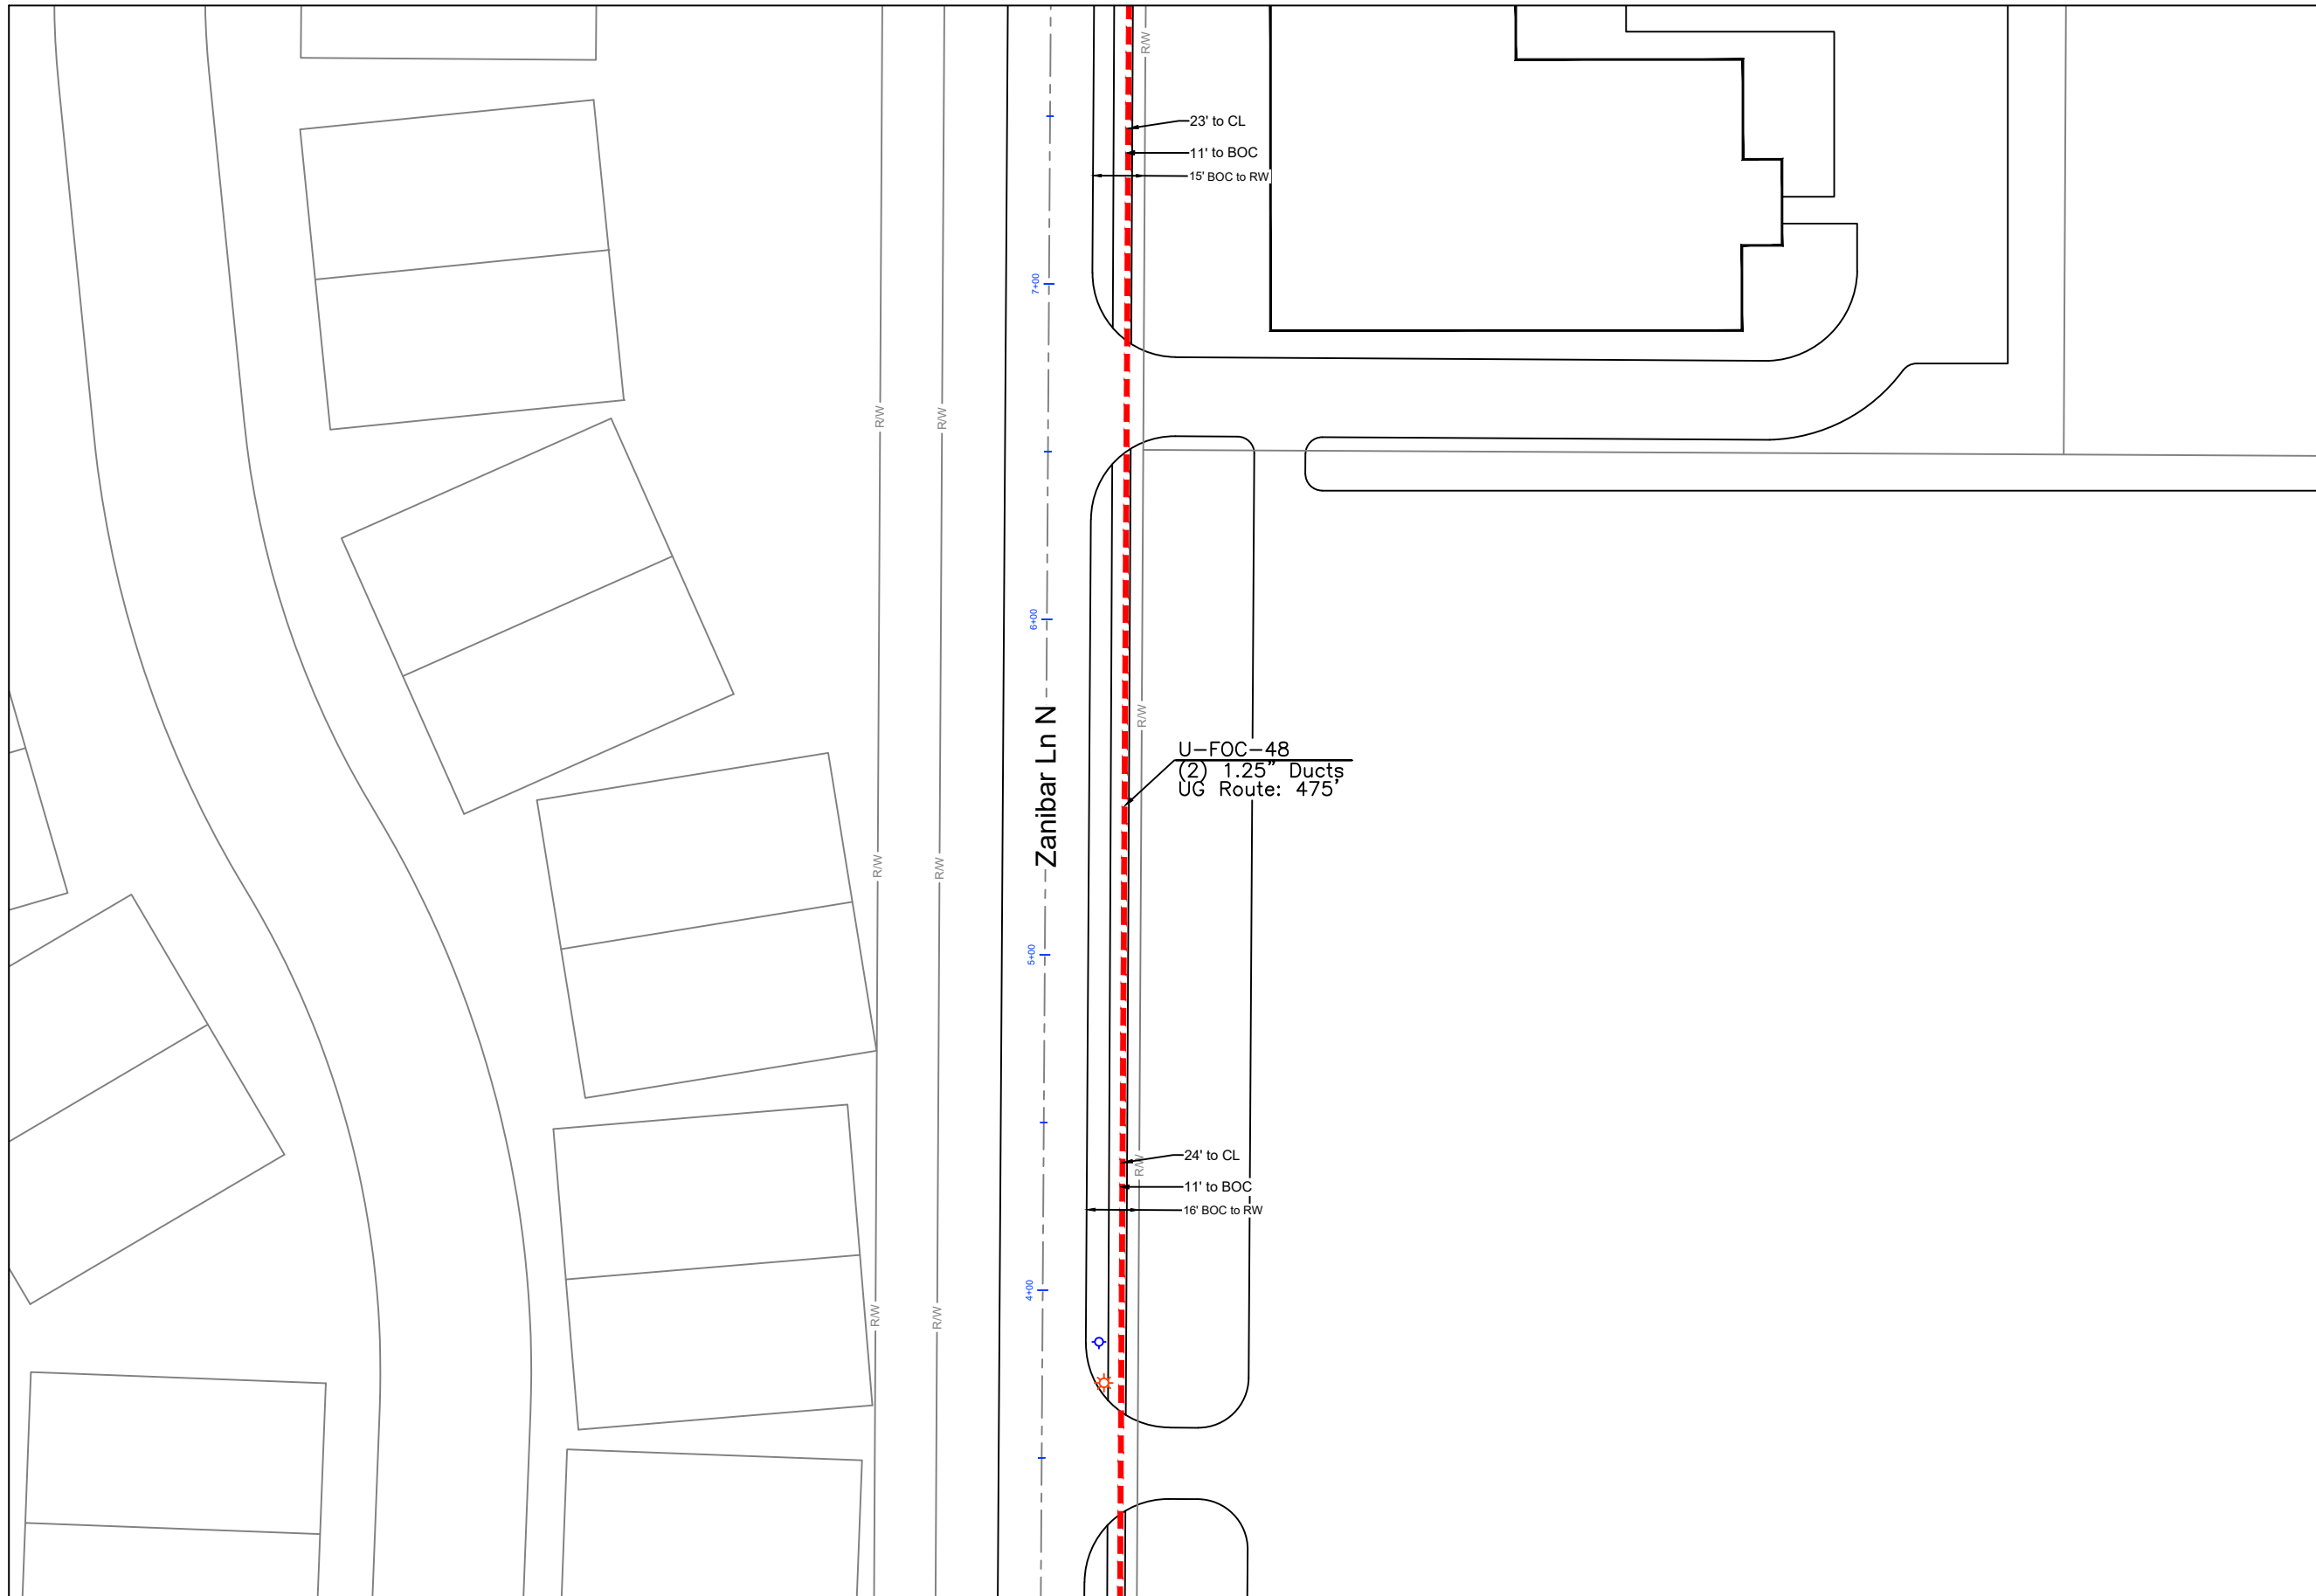 R/W
23' to CL
11' to BOC
15' BOC to RW
7+00
R/W
R/W
6+00
R/W
Zanibar Ln N
U-FOC-48
(2) 1.25" Ducts
UG Route: 475'
R/W
R/W
5+00
24' to CL
R/W
11' to BOC
16' BOC to RW
4+00
R/W
R/W